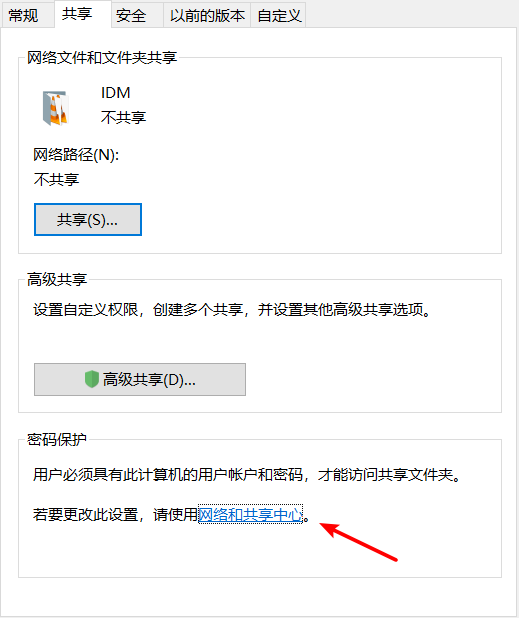 常规 共享 安全 以前的版本 自定义
网络文件和文件夹共享
IDM
不共享
网络路径(N):
不共享
共享(S)...
高级共享
设置自定义权限，创建多个共享，并设置其他高级共享选项。
高级共享(D)...
密码保护
用户必须具有此计算机的用户帐户和密码，才能访问共享文件夹。
若要更改此设置，请使用网络和共享中心。